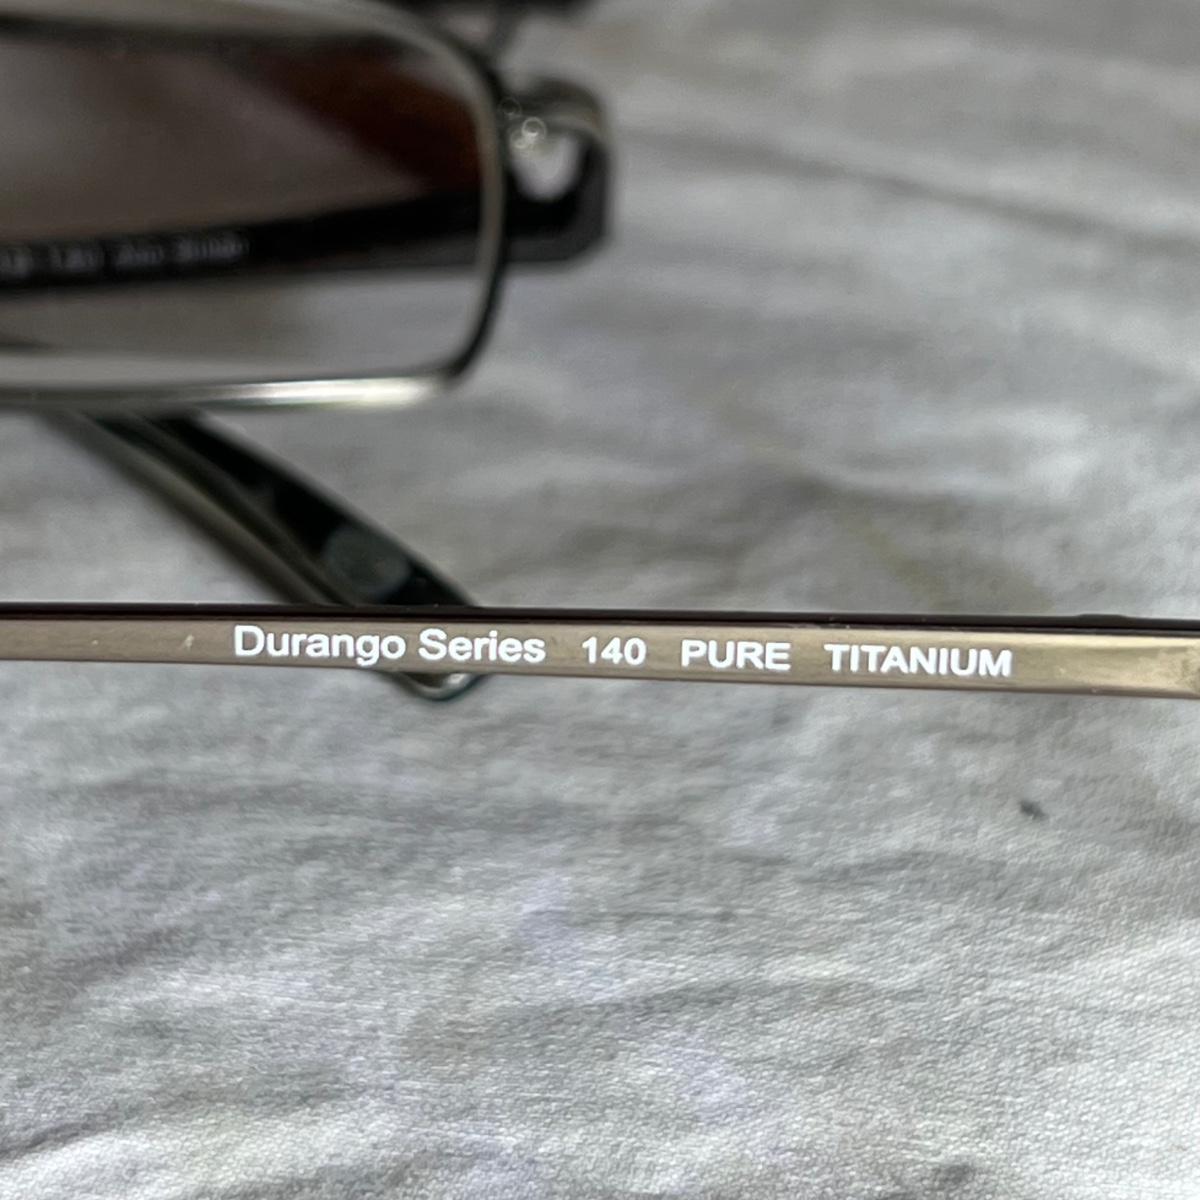 Durango Series 140 PURE TITANIUM